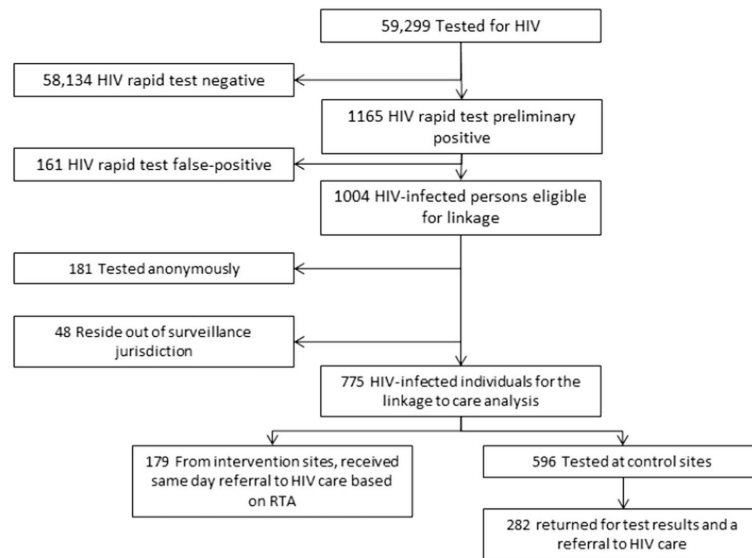 59,299 Tested for HIV
58,134 HIV rapid test negative
1165 HIV rapid test preliminary
positive
161 HIV rapid test false-positive
1004 HIV-infected persons eligible
for linkage
181 Tested anonymously
48 Reside out of surveillance
jurisdiction
775 HIV-infected individuals for the
linkage to care analysis
179 From intervention sites, received
same day referral to HIV care based
on RTA
596 Tested at control sites
282 returned for test results and a
referral to HIV care